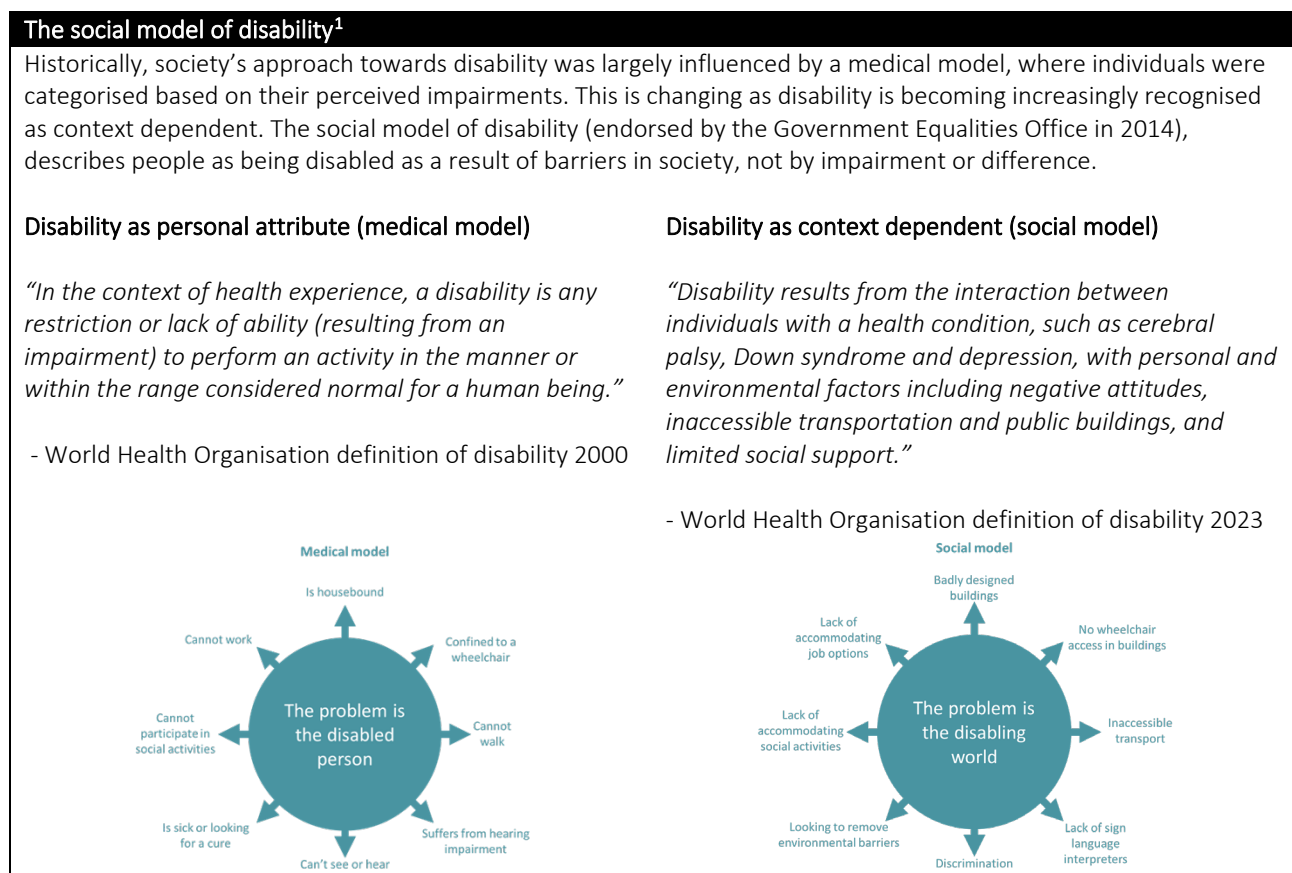 The social model of disability¹
Historically, society’s approach towards disability was largely influenced by a medical model, where individuals were
categorised based on their perceived impairments. This is changing as disability is becoming increasingly recognised
as context dependent. The social model of disability (endorsed by the Government Equalities Office in 2014),
describes people as being disabled as a result of barriers in society, not by impairment or difference.
Disability as personal attribute (medical model)
“In the context of health experience, a disability is any
restriction or lack of ability (resulting from an
impairment) to perform an activity in the manner or
within the range considered normal for a human being.”
- World Health Organisation definition of disability 2000
Medical model
Is housebound
Confined to a
wheelchair
Cannot
walk
Suffers from hearing
impairment
Can’t see or hear
Is sick or looking
for a cure
Cannot
participate in
social activities
Cannot work
The problem is
the disabled
person
Disability as context dependent (social model)
“Disability results from the interaction between
individuals with a health condition, such as cerebral
palsy, Down syndrome and depression, with personal and
environmental factors including negative attitudes,
inaccessible transportation and public buildings, and
limited social support.”
- World Health Organisation definition of disability 2023
Social model
Badly designed
buildings
No wheelchair
access in buildings
Inaccessible
transport
Lack of sign
language
interpreters
Discrimination
Looking to remove
environmental barriers
Lack of
accommodating
social activities
Lack of
accommodating
job options
The problem is
the disabling
world